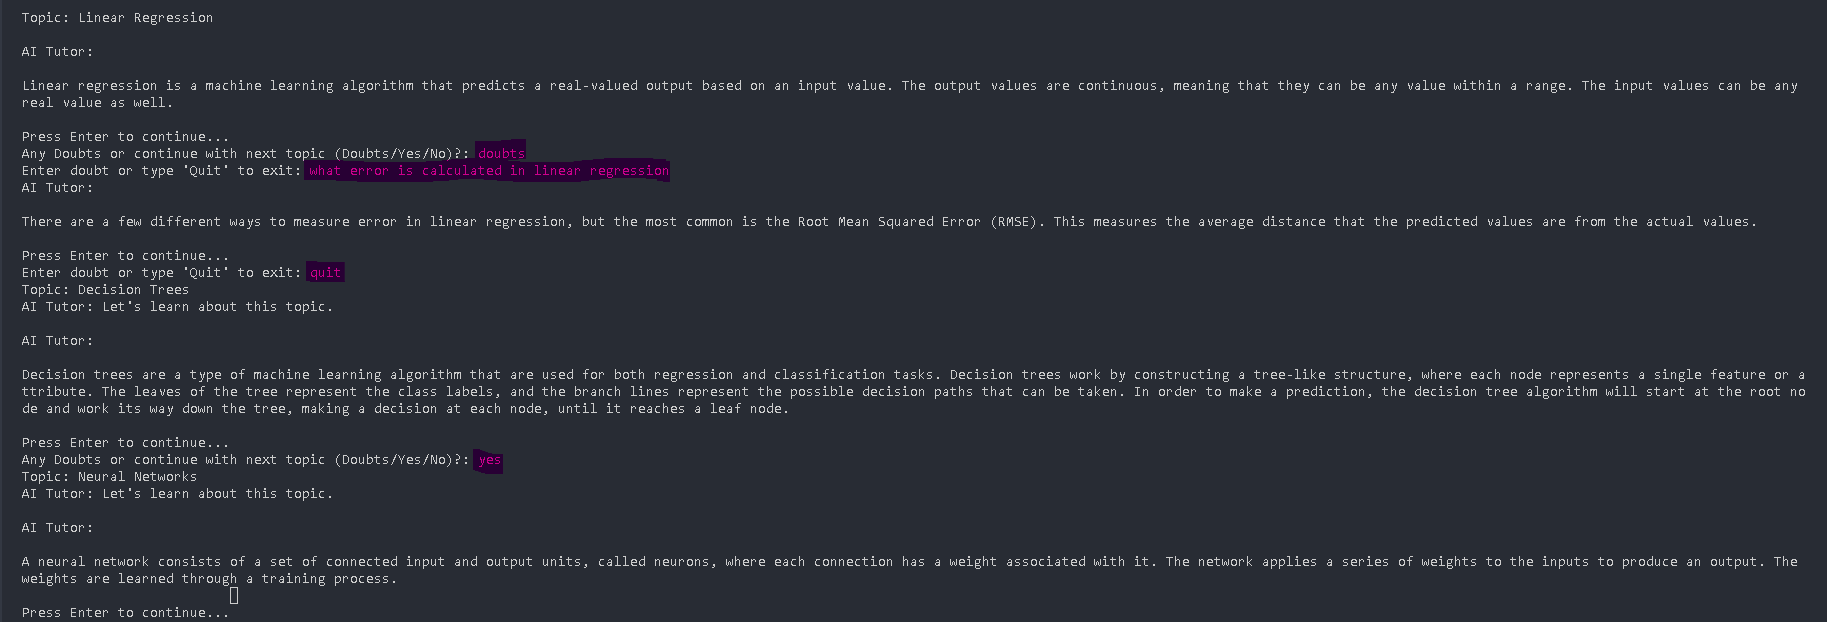 Topic: Linear Regression
AI Tutor:
Linear regression is a machine learning algorithm that predicts a real-valued output based on an input value. The output values are continuous, meaning that they can be any value within a range. The input values can be any
real value as well.
Press Enter to continue...
Any Doubts or continue with next topic (Doubts/Yes/No)?: doubts
Enter doubt or type 'Quit' to exit: what error is calculated in linear regression
AI Tutor:
There are a few different ways to measure error in linear regression, but the most common is the Root Mean Squared Error (RMSE). This measures the average distance that the predicted values are from the actual values.
Press Enter to continue...
Enter doubt or type 'Quit' to exit: quit
Topic: Decision Trees
AI Tutor: Let's learn about this topic.
AI Tutor:
Decision trees are a type of machine learning algorithm that are used for both regression and classification tasks. Decision trees work by constructing a tree-like structure, where each node represents a single feature or a
ttribute. The leaves of the tree represent the class labels, and the branch lines represent the possible decision paths that can be taken. In order to make a prediction, the decision tree algorithm will start at the root no
de and work its way down the tree, making a decision at each node, until it reaches a leaf node.
Press Enter to continue...
Any Doubts or continue with next topic (Doubts/Yes/No)?: yes
Topic: Neural Networks
AI Tutor: Let's learn about this topic.
AI Tutor:
A neural network consists of a set of connected input and output units, called neurons, where each connection has a weight associated with it. The network applies a series of weights to the inputs to produce an output. The
weights are learned through a training process.
Press Enter to continue...